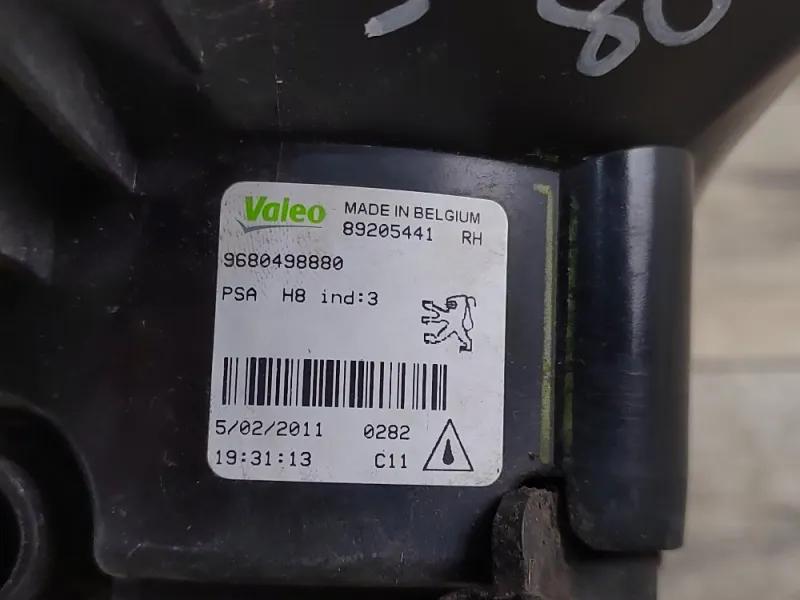 80
Valeo MADE IN BELGIUM
89205441 RH
9680498880
PSA H8 ind:3
5/02/2011 0282
19:31:13 C11